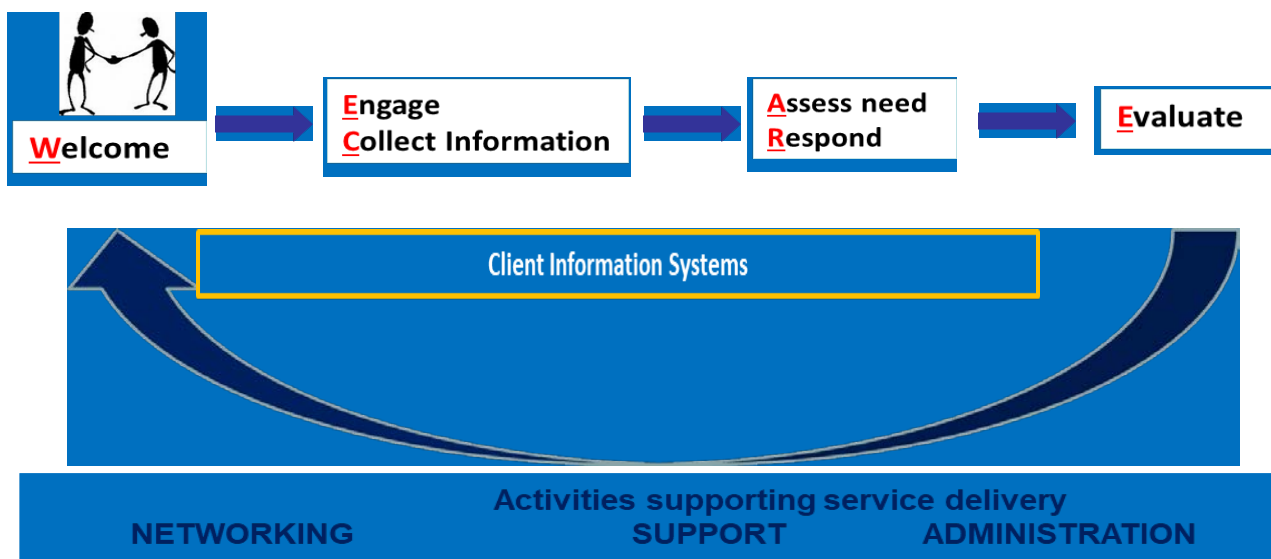 Welcome
Engage
Collect Information
Assess need
Respond
Evaluate
Client Information Systems
Activities supporting service delivery
NETWORKING SUPPORT ADMINISTRATION